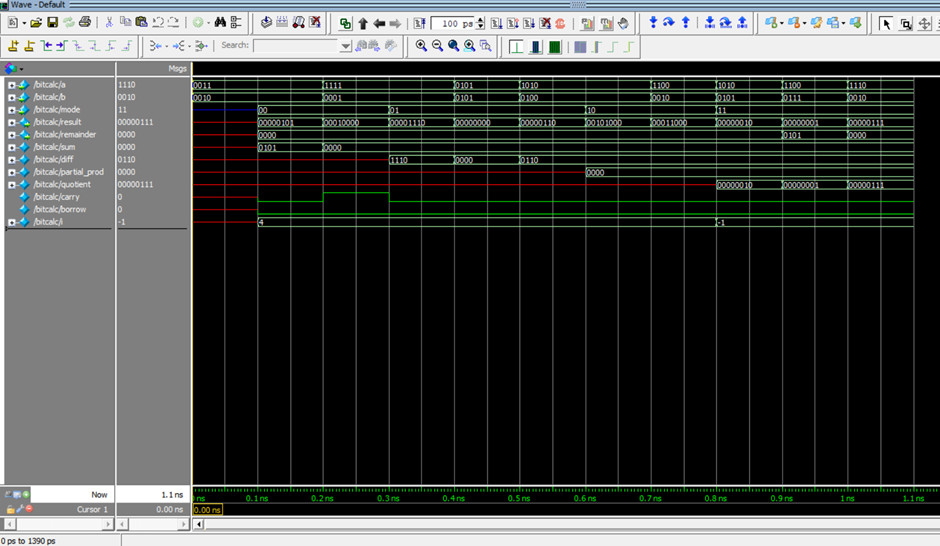 Wave - Default
100 ps
Search:
Msgs
/bitcalc/a 1110 0011 1111 0101 1010 1100 1010 1100 1110
/bitcalc/b 0010 0010 0001 0101 0100 0010 0101 0111 0010
/bitcalc/mode 11 00 01 10 11
/bitcalc/result 00000111 00000101 00010000 00001110 00000000 00000110 00101000 00011000 00000010 00000001 00000111
/bitcalc/remainder 0000 0000 0101 0000
/bitcalc/sum 0000 0101 0000
/bitcalc/diff 0110 1110 0000 0110
/bitcalc/partial_prod 0000 0000
/bitcalc/quotient 00000111 00000010 00000001 00000111
/bitcalc/carry 0
/bitcalc/borrow 0
/bitcalc/i -1 4 -1
Now 1.1 ns ns 0.1 ns 0.2 ns 0.3 ns 0.4 ns 0.5 ns 0.6 ns 0.7 ns 0.8 ns 0.9 ns 1 ns 1.1 ns
Cursor 1 0.00 ns 0.00 ns
0 ps to 1390 ps